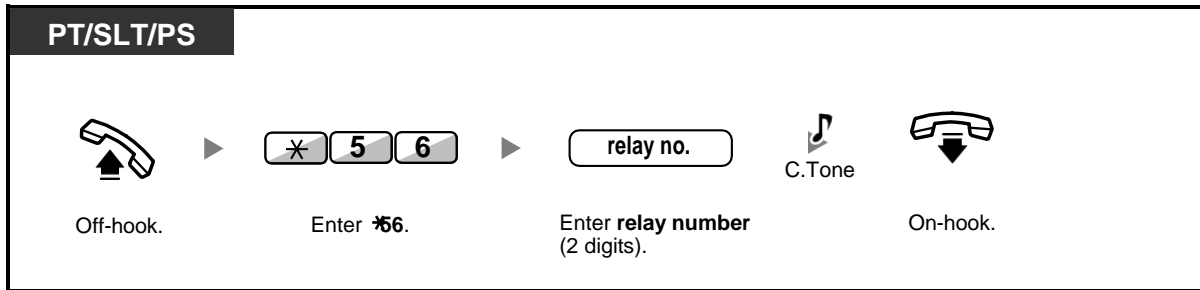 PT/SLT/PS
* 5 6
relay no.
C.Tone
Off-hook.
Enter *56.
Enter relay number
(2 digits).
On-hook.